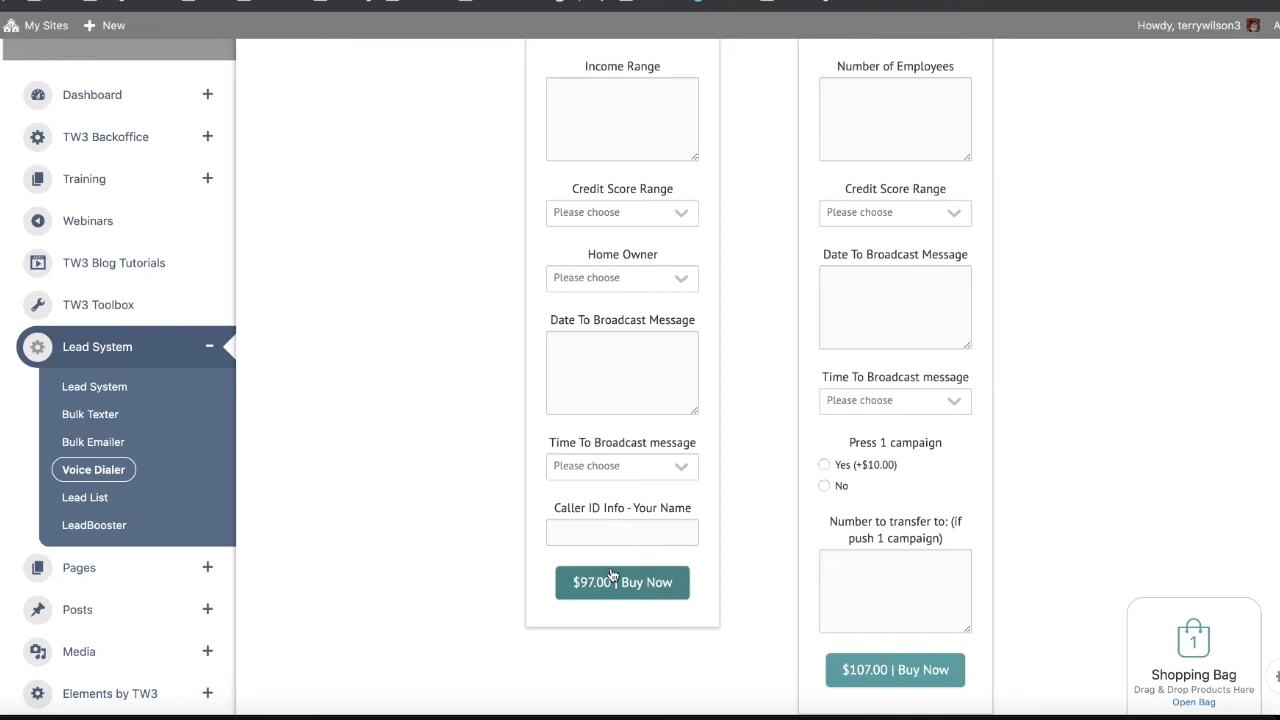 My Sites
New
Howdy, terrywilson3
Dashboard
TW3 Backoffice
Training
Webinars
TW3 Blog Tutorials
TW3 Toolbox
Lead System
Lead System
Bulk Texter
Bulk Emailer
Voice Dialer
Lead List
LeadBooster
Pages
Posts
Media
Elements by TW3
Income Range
Credit Score Range
Please choose
Home Owner
Please choose
Date To Broadcast Message
Time To Broadcast message
Please choose
Caller ID Info - Your Name
$97.00 | Buy Now
Number of Employees
Credit Score Range
Please choose
Date To Broadcast Message
Time To Broadcast message
Please choose
Press 1 campaign
Yes (+$10.00)
No
Number to transfer to: (if
push 1 campaign)
$107.00 | Buy Now
1
Shopping Bag
Drag & Drop Products Here
Open Bag